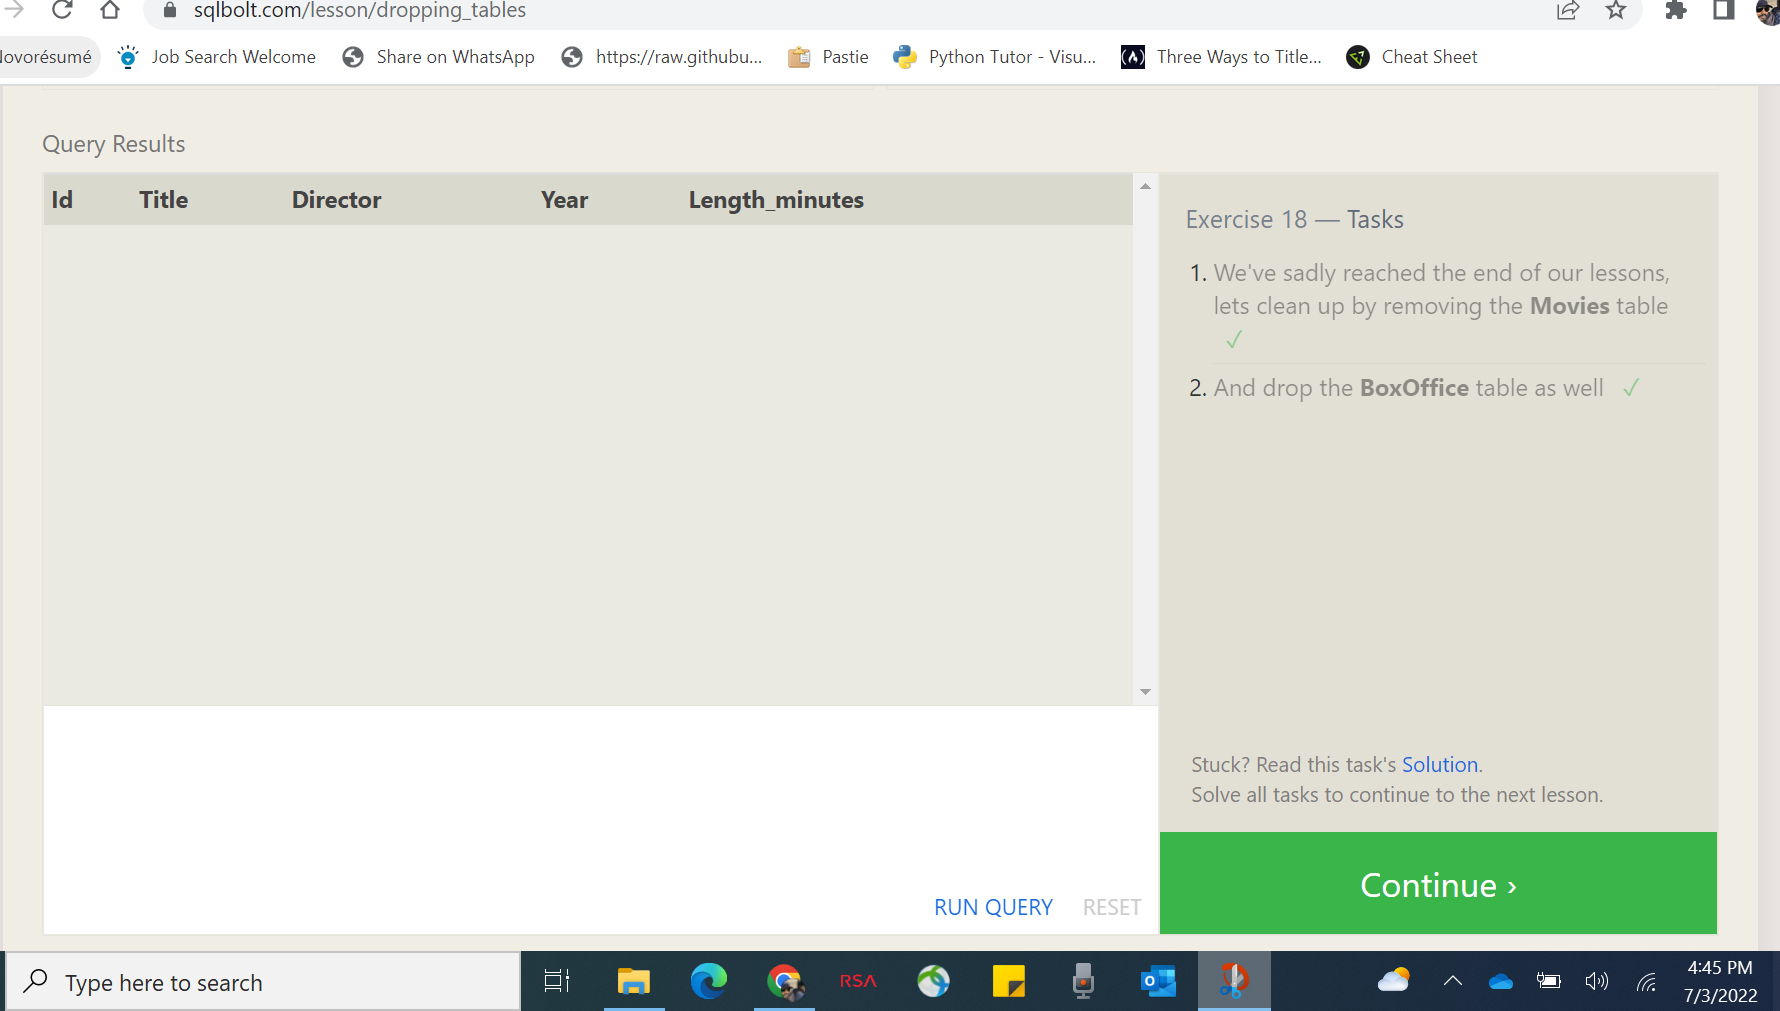 sqlbolt.com/lesson/dropping_tables
Novorésumé Job Search Welcome Share on WhatsApp https://raw.githubu... Pastie Python Tutor - Visu... Three Ways to Title... Cheat Sheet
Query Results
Id Title Director Year Length_minutes
Exercise 18 — Tasks
1. We've sadly reached the end of our lessons,
lets clean up by removing the Movies table
✓
2. And drop the BoxOffice table as well ✓
Stuck? Read this task's Solution.
Solve all tasks to continue to the next lesson.
RUN QUERY RESET
Continue ›
Type here to search
RSA
4:45 PM
7/3/2022